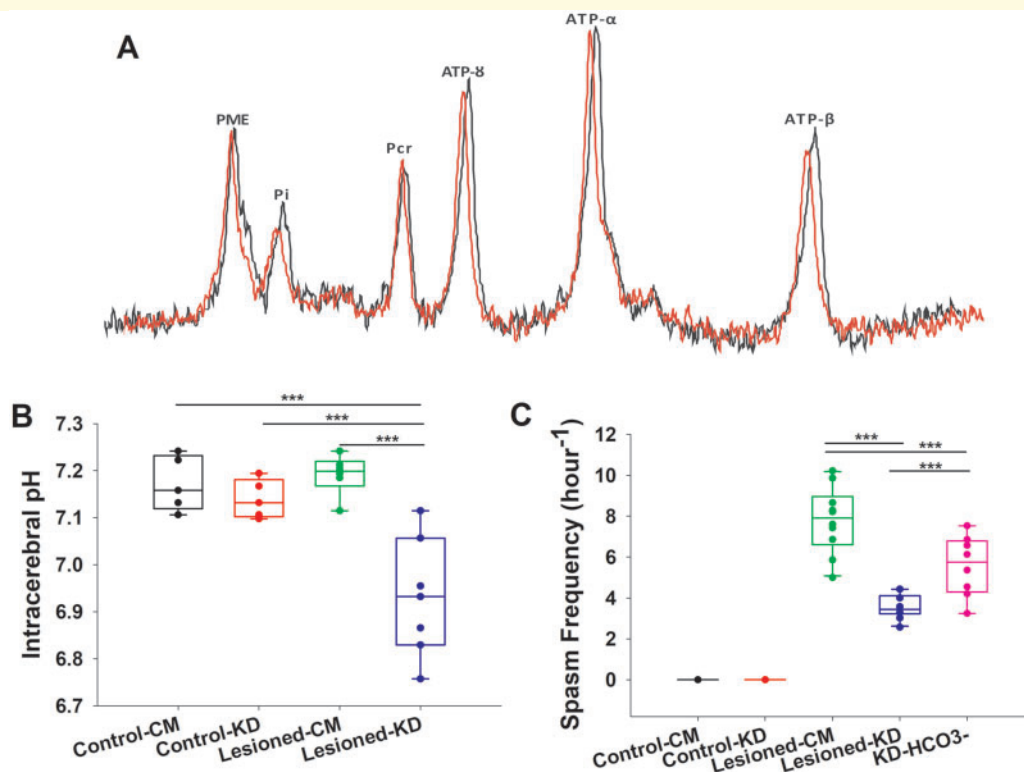 A
PME
Pi
Pcr
ATP-ɣ
ATP-α
ATP-β
B
*** 
***
***
7.3
7.2
7.1
7.0
6.9
6.8
6.7
Intracerebral pH
Control-CM
Control-KD
Lesioned-CM
Lesioned-KD
C
***
***
***
12
10
8
6
4
2
0
Spasm Frequency (hour-1)
Control-CM
Control-KD
Lesioned-CM
Lesioned-KD
KD-HCO3-